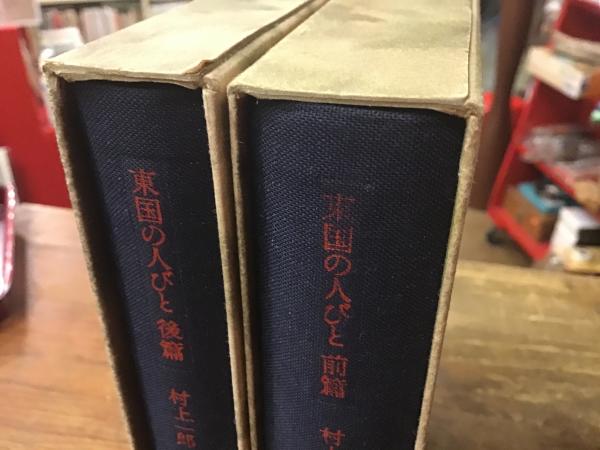 東国の人びと 後篇 村上一郎
東国の人びと 前篇 村